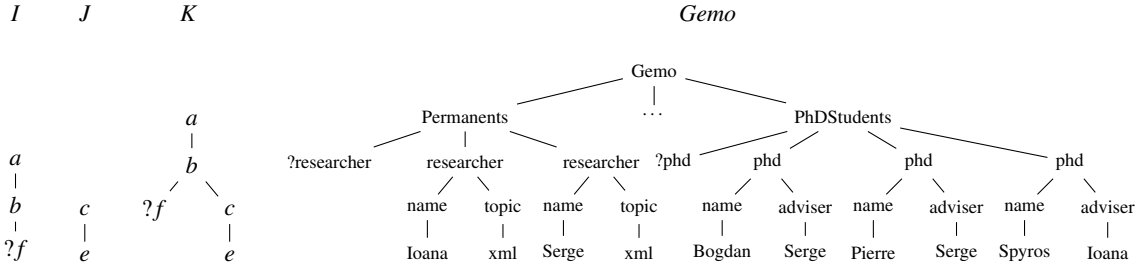 I J K Gemo
Gemo
a Permanents ... PhDStudents
a b ?researcher researcher researcher ?phd phd phd phd
b c ?f c name topic name topic name adviser name adviser name adviser
?f e e Ioana xml Serge xml Bogdan Serge Pierre Serge Spyros Ioana